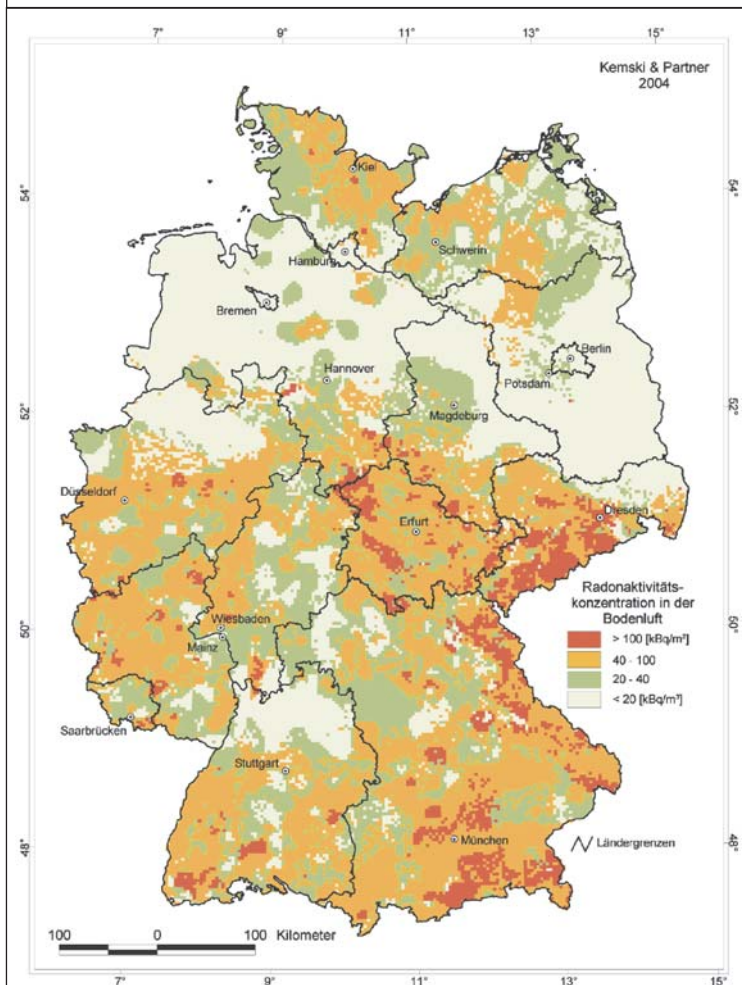 7°
9°
11°
13°
15°
Kemski & Partner
2004
54°
54°
Kiel
Schwerin
Hamburg
Bremen
Berlin
Hannover
Potsdam
52°
52°
Magdeburg
Düsseldorf
Dresden
Erfurt
Radonaktivitäts-
konzentration in der
Bodenluft
> 100 [kBq/m³]
40 - 100
20 - 40
< 20 [kBq/m³]
50°
50°
Wiesbaden
Mainz
Saarbrücken
Stuttgart
München
Ländergrenzen
48°
48°
100
0
100
Kilometer
7°
9°
11°
13°
15°